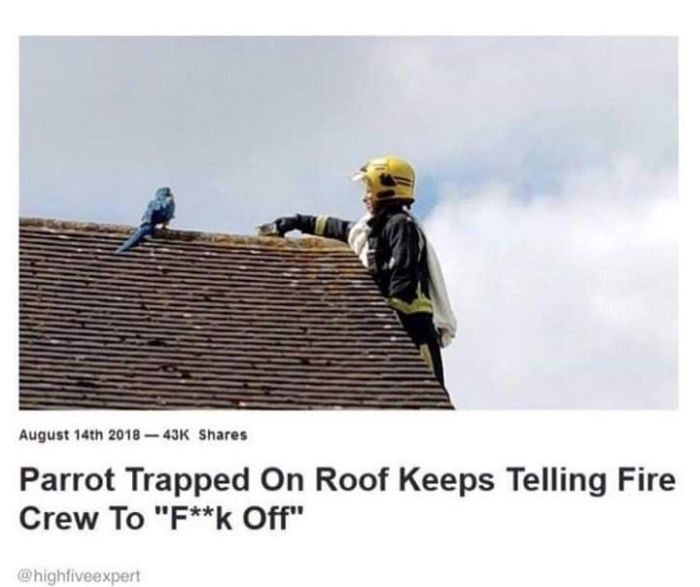 August 14th 2018 — 43K Shares
Parrot Trapped On Roof Keeps Telling Fire
Crew To "F**k Off"
@highfiveexpert